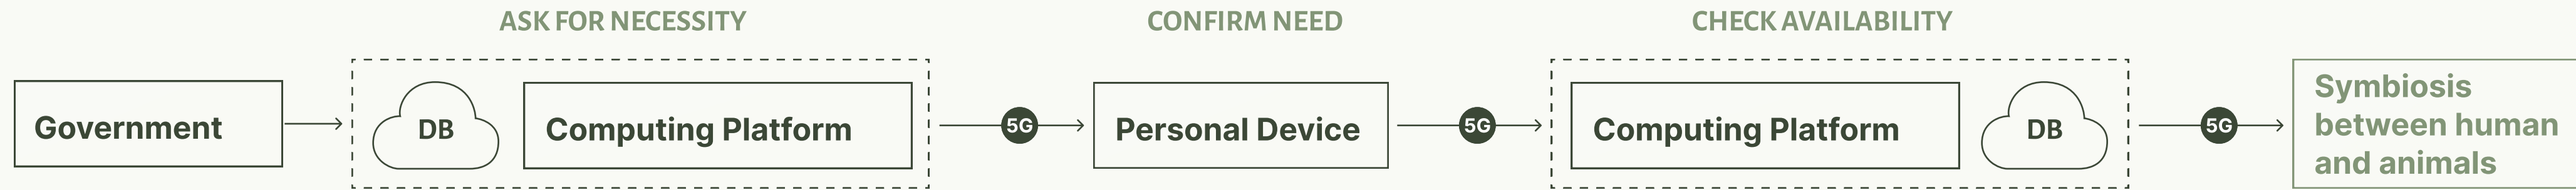 ASK FOR NECESSITY
CONFIRM NEED
CHECK AVAILABILITY
Government
DB
Computing Platform
5G
Personal Device
5G
Computing Platform
DB
5G
Symbiosis
between human
and animals